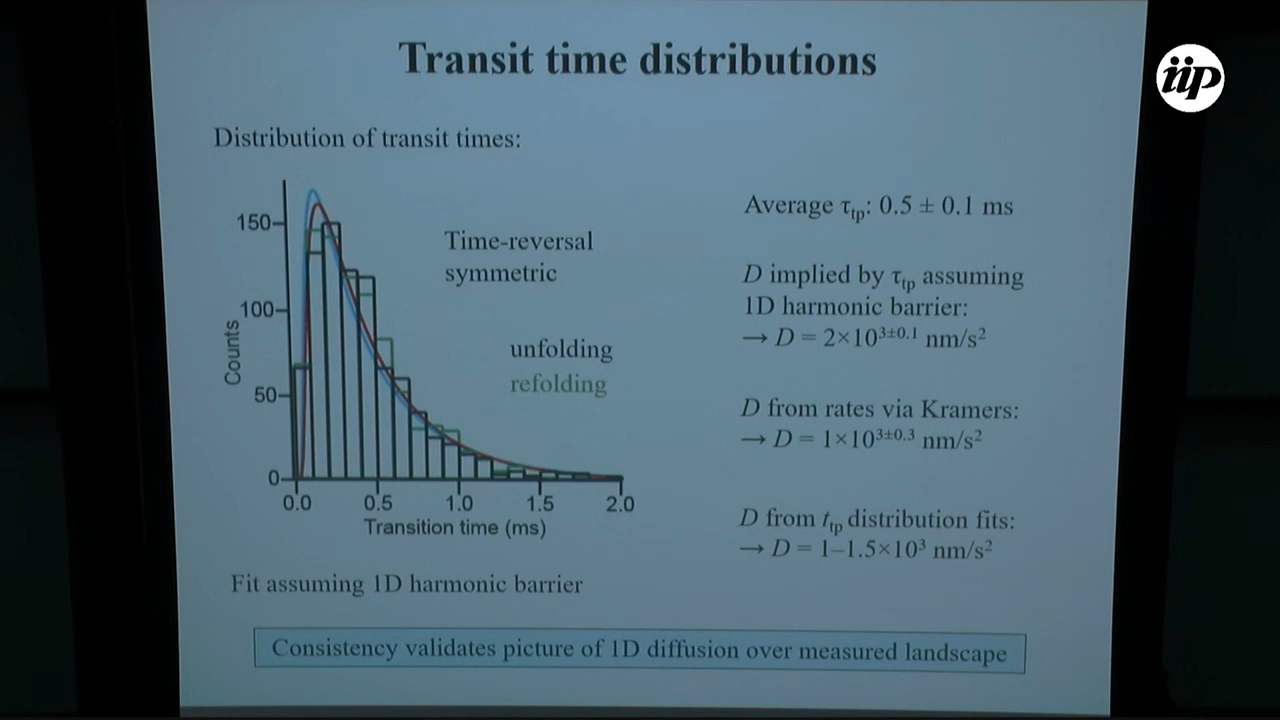 Transit time distributions
iip
Distribution of transit times:
150
100
50
0
Counts
0.0 0.5 1.0 1.5 2.0
Transition time (ms)
Time-reversal
symmetric
unfolding
refolding
Fit assuming 1D harmonic barrier
Average τtp: 0.5 ± 0.1 ms
D implied by τtp assuming
1D harmonic barrier:
→ D = 2×10³±⁰·¹ nm/s²
D from rates via Kramers:
→ D = 1×10³±⁰·³ nm/s²
D from ttp distribution fits:
→ D = 1–1.5×10³ nm/s²
Consistency validates picture of 1D diffusion over measured landscape